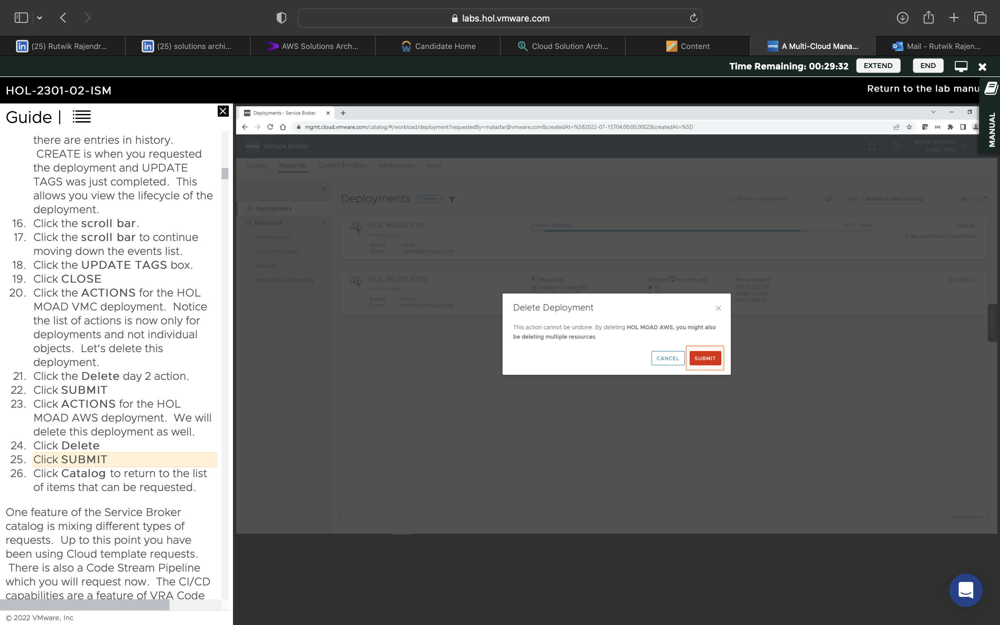 labs.hol.vmware.com
(25) Rutwik Rajendr...
(25) solutions archi...
AWS Solutions Arch...
Candidate Home
Cloud Solution Arch...
Content
vmw A Multi-Cloud Mana...
Mail - Rutwik Rajen...
Time Remaining: 00:29:32
EXTEND
END
HOL-2301-02-ISM
Return to the lab manu
MANUAL
Guide |
there are entries in history.
CREATE is when you requested
the deployment and UPDATE
TAGS was just completed. This
allows you view the lifecycle of the
deployment.
16. Click the scroll bar.
17. Click the scroll bar to continue
moving down the events list.
18. Click the UPDATE TAGS box.
19. Click CLOSE
20. Click the ACTIONS for the HOL
MOAD VMC deployment. Notice
the list of actions is now only for
deployments and not individual
objects. Let's delete this
deployment.
21. Click the Delete day 2 action.
22. Click SUBMIT
23. Click ACTIONS for the HOL
MOAD AWS deployment. We will
delete this deployment as well.
24. Click Delete
25. Click SUBMIT
26. Click Catalog to return to the list
of items that can be requested.
One feature of the Service Broker
catalog is mixing different types of
requests. Up to this point you have
been using Cloud template requests.
There is also a Code Stream Pipeline
which you will request now. The CI/CD
capabilities are a feature of VRA Code
© 2022 VMware, Inc
vm Deployments - Service Broker
mgmt.cloud.vmware.com/catalog/#/workload/deployment?requestedBy=malasfar@vmware.com&createdAt=%5B2022-07-15T04:00:00.000Z&createdAt=%5D
vmw Service Broker
Maher AlAsfar
CMBU TMM
Catalog
Resources
Content & Policies
Infrastructure
Inbox
Deployments
Resources
All Resources
Virtual Machines
Volumes
Networking & Security
Deployments 2 items
Search deployments
Sort: Created on (descending)
HOL MOAD VMC
No description
Project moad
Owner malasfar@vmware.com
Delete - Pending
0 / 4 Tasks
CANCEL
a few seconds since submitted
HOL MOAD AWS
No description
Project moad
Owner malasfar@vmware.com
4 Resources
malasfar-oc-web-830
Created 12 minutes ago
On
Never expires
54.176.245.185
54.183.79.204
54.193.238.76
ACTIONS
SUPPORT
Delete Deployment
This action cannot be undone. By deleting HOL MOAD AWS, you might also
be deleting multiple resources.
CANCEL
SUBMIT
2 deployments